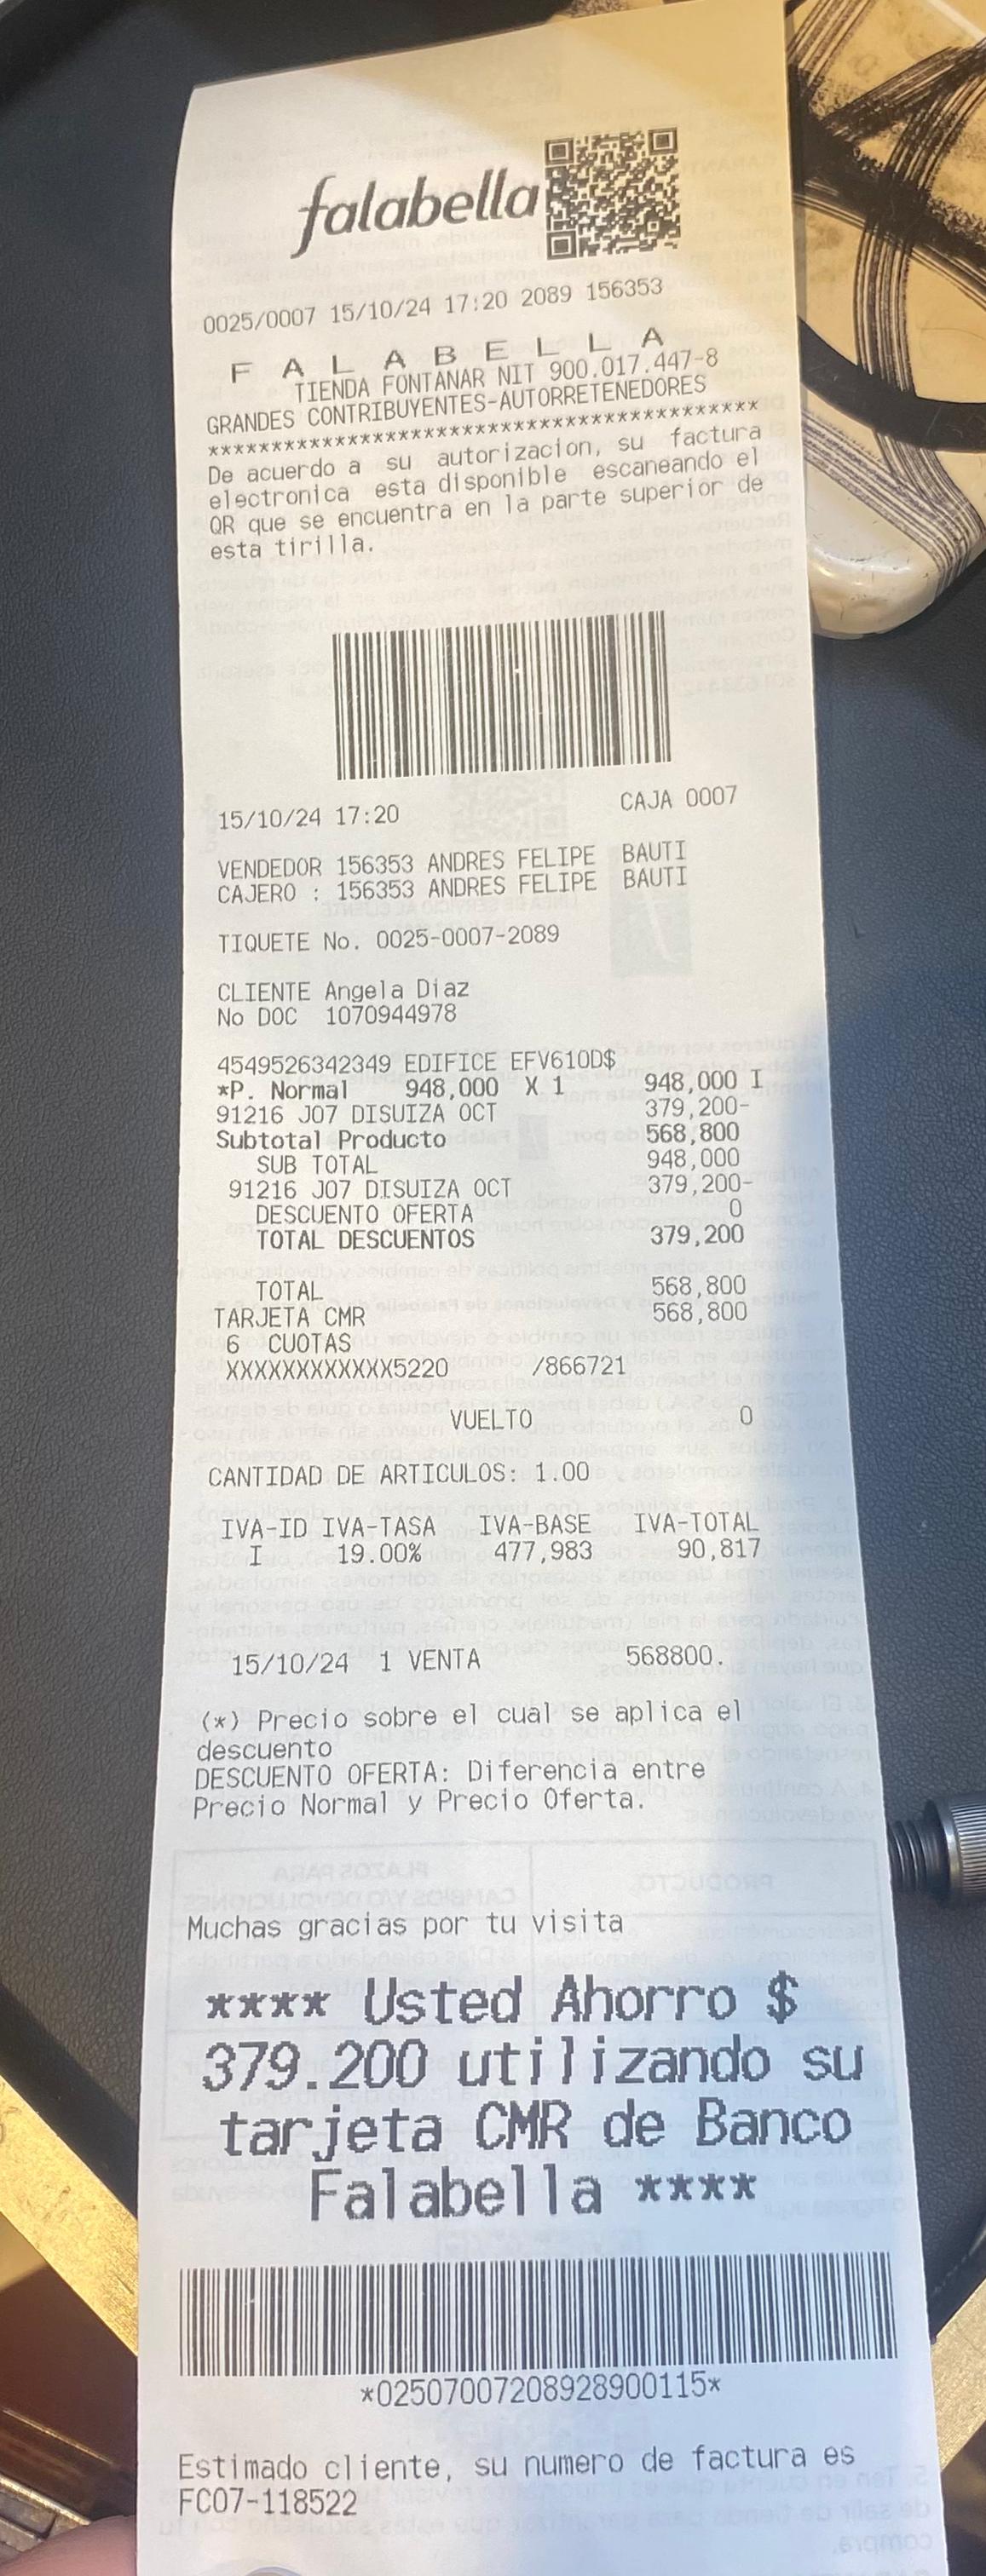 falabella
0025/0007 15/10/24 17:20 2089 156353
F A L A B E L L A
TIENDA FONTANAR NIT 900.017.447-8
GRANDES CONTRIBUYENTES-AUTORRETENEDORES
*******************************************
De acuerdo a su autorizacion, su factura
electronica esta disponible escaneando el
QR que se encuentra en la parte superior de
esta tirilla.
15/10/24 17:20 CAJA 0007
VENDEDOR 156353 ANDRES FELIPE BAUTI
CAJERO : 156353 ANDRES FELIPE BAUTI
TIQUETE No. 0025-0007-2089
CLIENTE Angela Diaz
No DOC 1070944978
4549526342349 EDIFICE EFV610D$
*P. Normal 948,000 X 1 948,000 I
91216 J07 DISUIZA OCT 379,200-
Subtotal Producto 568,800
SUB TOTAL 948,000
91216 J07 DISUIZA OCT 379,200-
DESCUENTO OFERTA 0
TOTAL DESCUENTOS 379,200
TOTAL 568,800
TARJETA CMR 568,800
6 CUOTAS
XXXXXXXXXXXX5220 /866721
VUELTO 0
CANTIDAD DE ARTICULOS: 1.00
IVA-ID IVA-TASA IVA-BASE IVA-TOTAL
I 19.00% 477,983 90,817
15/10/24 1 VENTA 568800.
(*) Precio sobre el cual se aplica el
descuento
DESCUENTO OFERTA: Diferencia entre
Precio Normal y Precio Oferta.
Muchas gracias por tu visita
**** Usted Ahorro $
379.200 utilizando su
tarjeta CMR de Banco
Falabella ****
*02507007208928900115*
Estimado cliente, su numero de factura es
FC07-118522